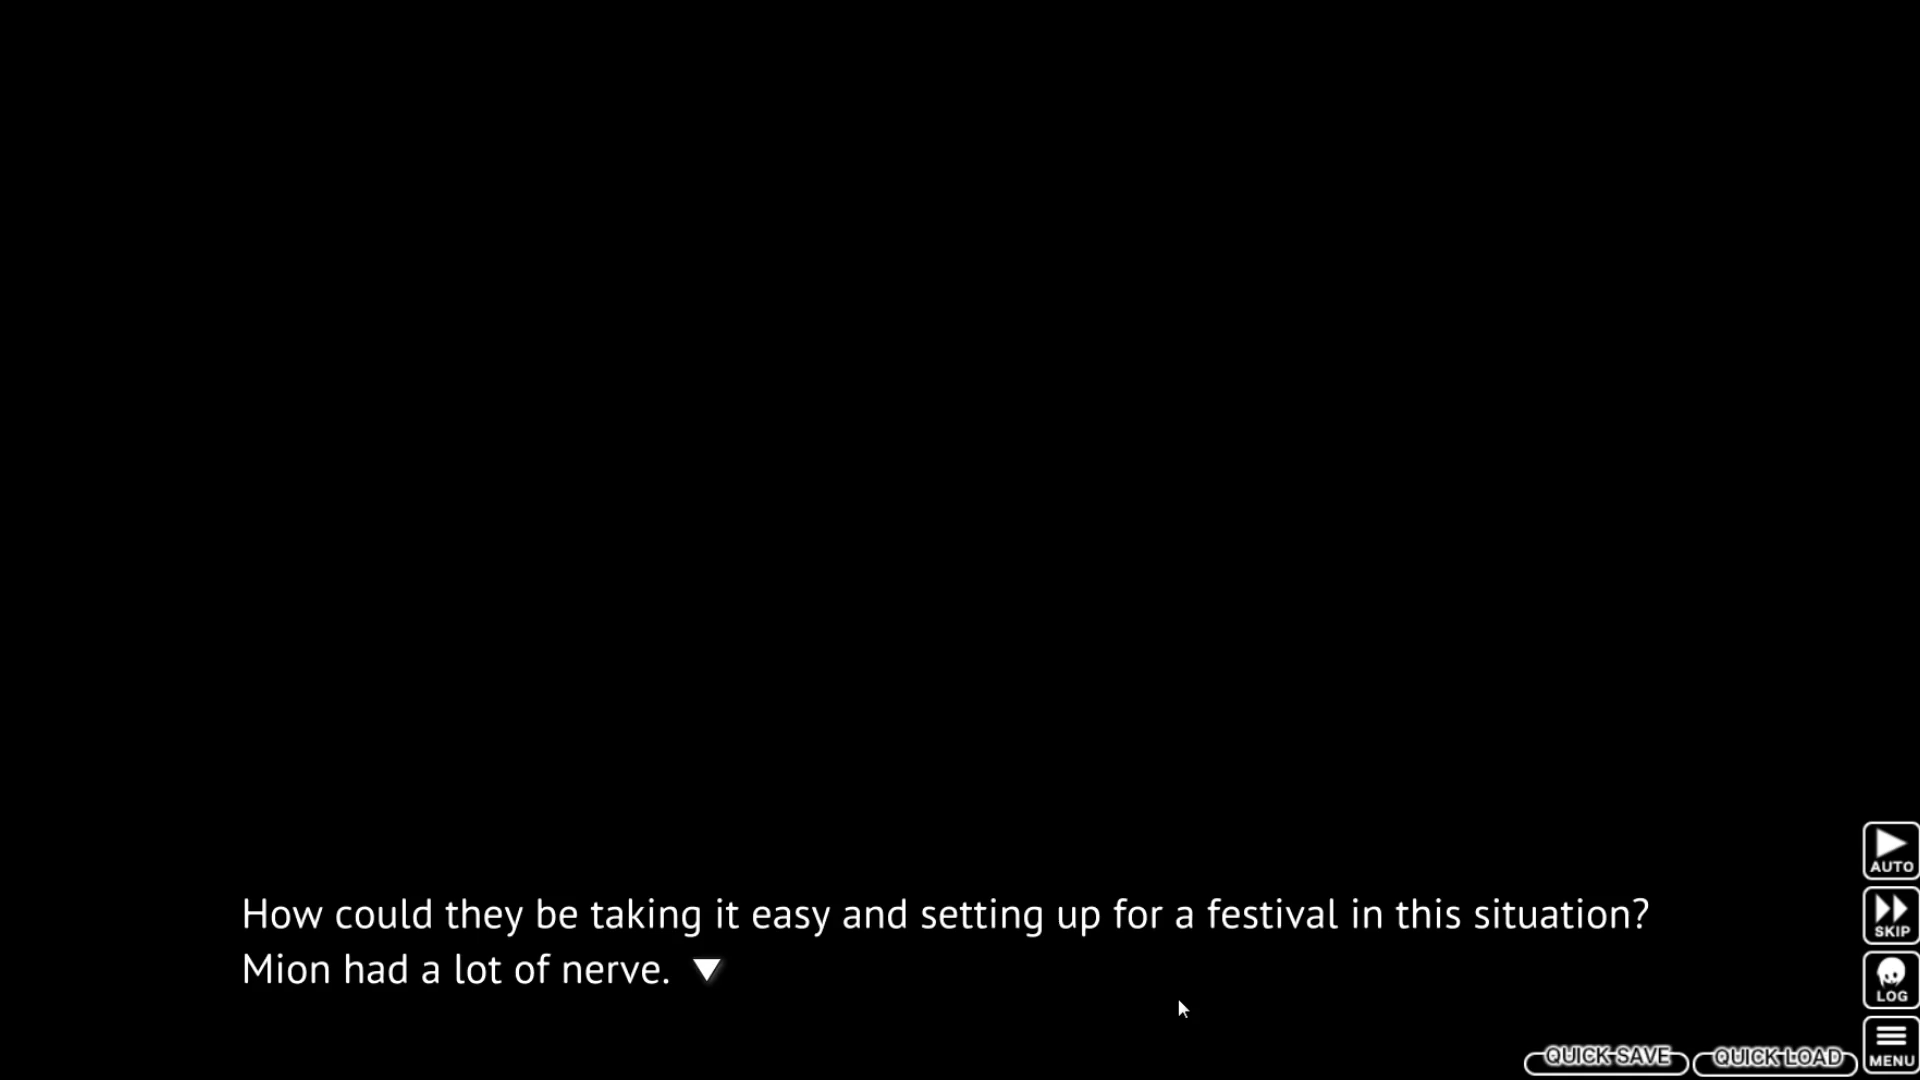 How could they be taking it easy and setting up for a festival in this situation?
Mion had a lot of nerve.
AUTO
SKIP
LOG
MENU
QUICK SAVE
QUICK LOAD